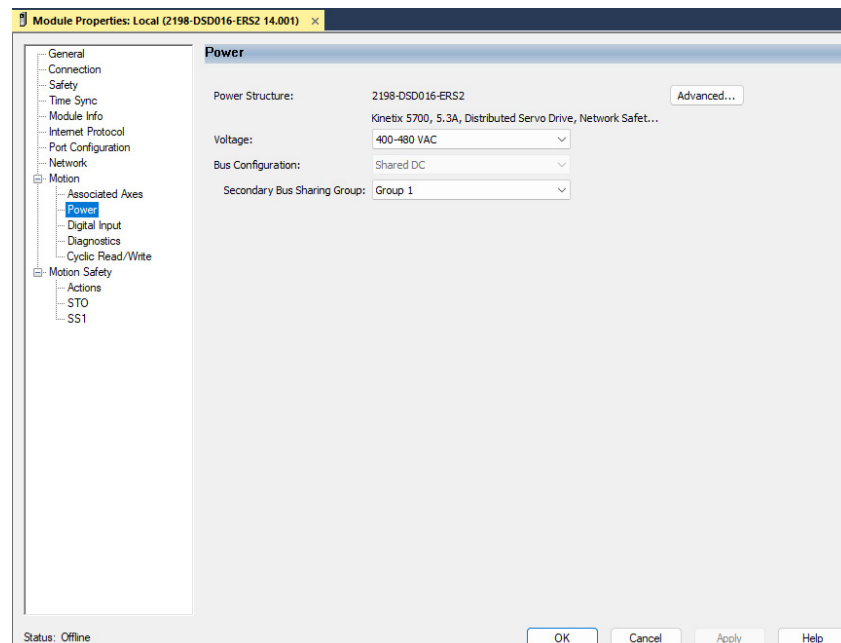 Module Properties: Local (2198-DSD016-ERS2 14.001) ×
General
Connection
Safety
Time Sync
Module Info
Internet Protocol
Port Configuration
Network
Motion
Associated Axes
Power
Digital Input
Diagnostics
Cyclic Read/Write
Motion Safety
Actions
STO
SS1
Power
Power Structure: 2198-DSD016-ERS2 Advanced...
Kinetix 5700, 5.3A, Distributed Servo Drive, Network Safet...
Voltage: 400-480 VAC
Bus Configuration: Shared DC
Secondary Bus Sharing Group: Group 1
Status: Offline
OK Cancel Apply Help